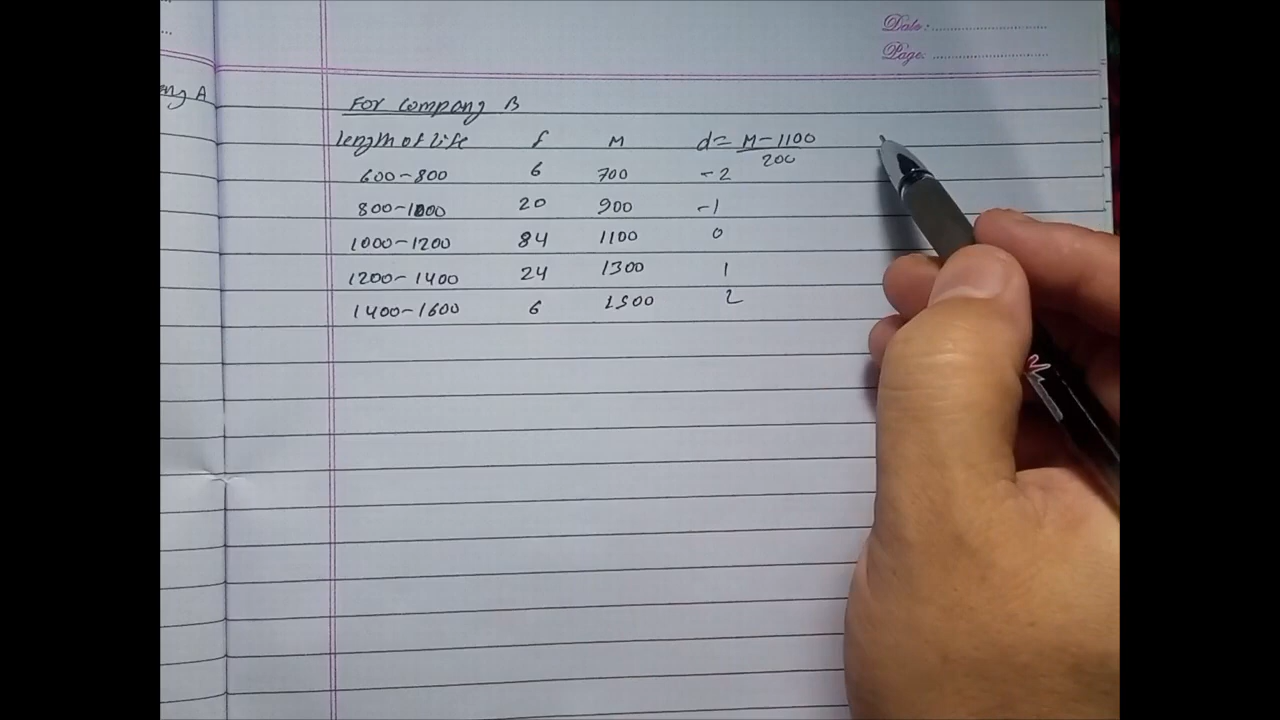 Date: ..............................
Page: ..............................
ny A
For Company B
length of life f M d = M-1100
200
600-800 6 700 -2
800-1000 20 900 -1
1000-1200 84 1100 0
1200-1400 24 1300 1
1400-1600 6 1500 2